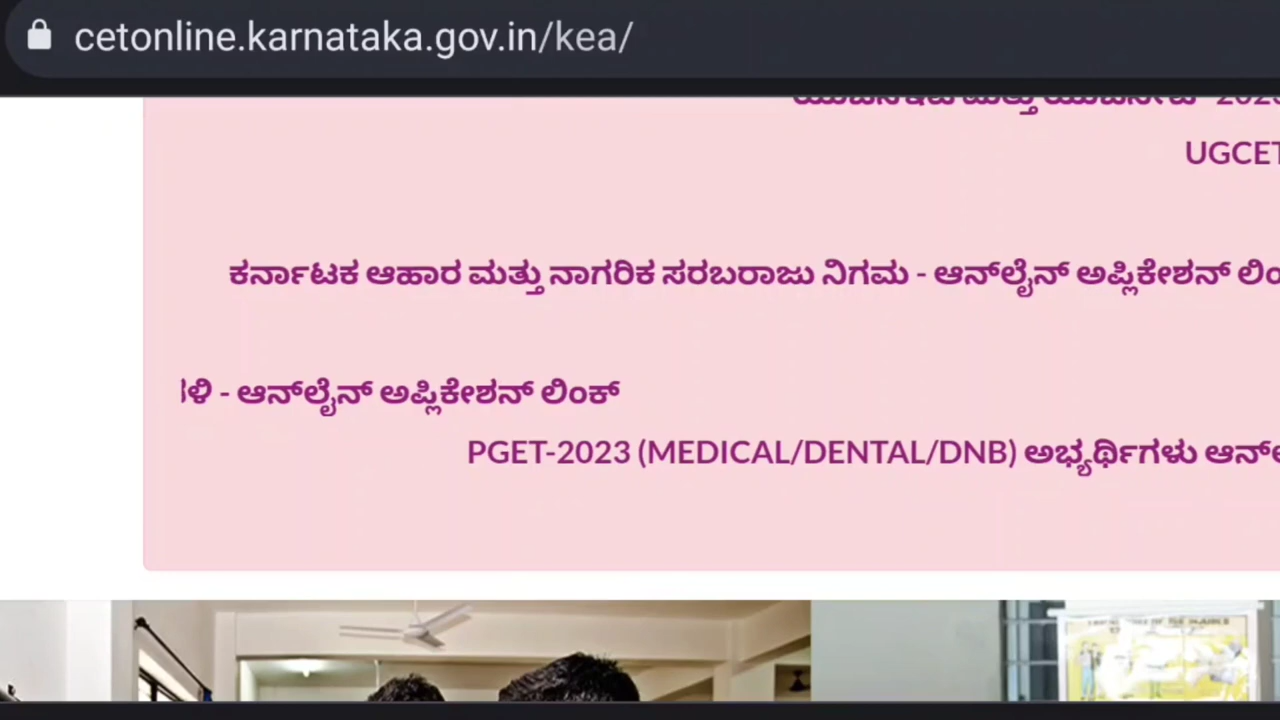 cetonline.karnataka.gov.in/kea/
ಮತ್ತು
UGCET
ಕರ್ನಾಟಕ ಆಹಾರ ಮತ್ತು ನಾಗರಿಕ ಸರಬರಾಜು ನಿಗಮ - ಆನ್‌ಲೈನ್ ಅಪ್ಲಿಕೇಶನ್
- ಆನ್‌ಲೈನ್ ಅಪ್ಲಿಕೇಶನ್ ಲಿಂಕ್
PGET-2023 (MEDICAL/DENTAL/DNB) ಅಭ್ಯರ್ಥಿಗಳು